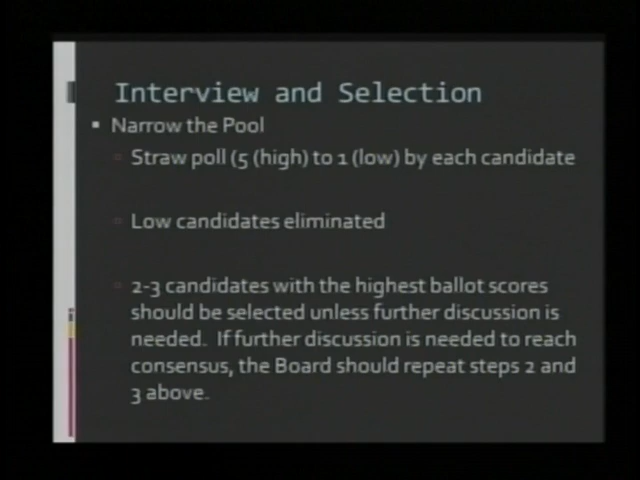 Interview and Selection
Narrow the Pool
Straw poll (5 (high) to 1 (low) by each candidate
Low candidates eliminated
2-3 candidates with the highest ballot scores
should be selected unless further discussion is
needed. If further discussion is needed to reach
consensus, the Board should repeat steps 2 and
3 above.